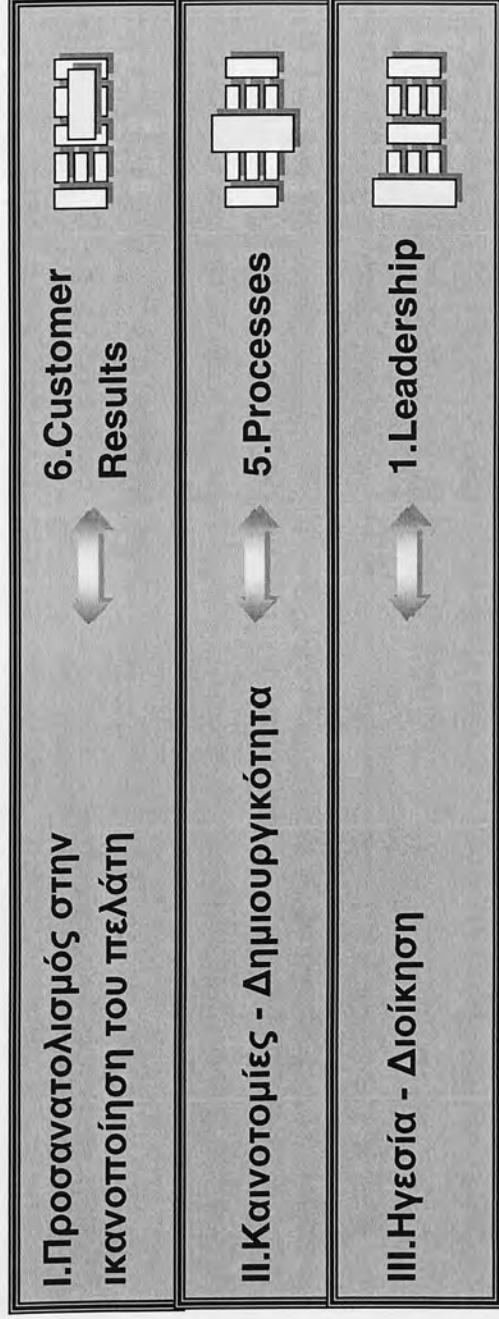 I.Προσανατολισμός στην
ικανοποίηση του πελάτη
6.Customer
Results
II.Καινοτομίες - Δημιουργικότητα
5.Processes
III.Ηγεσία - Διοίκηση
1.Leadership